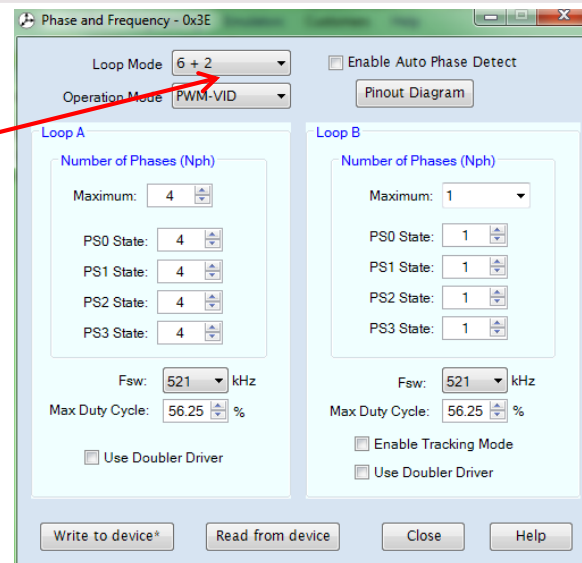 Phase and Frequency - 0x3E
Loop Mode 6 + 2
Enable Auto Phase Detect
Operation Mode PWM-VID
Pinout Diagram
Loop A
Number of Phases (Nph)
Maximum: 4
PS0 State: 4
PS1 State: 4
PS2 State: 4
PS3 State: 4
Fsw: 521 kHz
Max Duty Cycle: 56.25 %
Use Doubler Driver
Loop B
Number of Phases (Nph)
Maximum: 1
PS0 State: 1
PS1 State: 1
PS2 State: 1
PS3 State: 1
Fsw: 521 kHz
Max Duty Cycle: 56.25 %
Enable Tracking Mode
Use Doubler Driver
Write to device*
Read from device
Close
Help